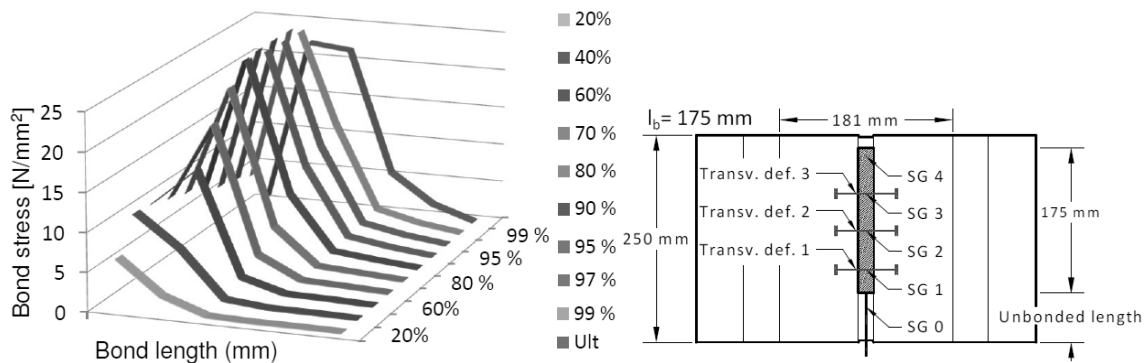 Bond stress [N/mm²]
25
20
15
10
5
0
Bond length (mm)
20%
60%
80 %
95 %
99 %
20%
40%
60%
70 %
80 %
90 %
95 %
97 %
99 %
Ult
l_b= 175 mm
181 mm
Transv. def. 3
Transv. def. 2
Transv. def. 1
250 mm
SG 4
SG 3
SG 2
SG 1
SG 0
175 mm
Unbonded length